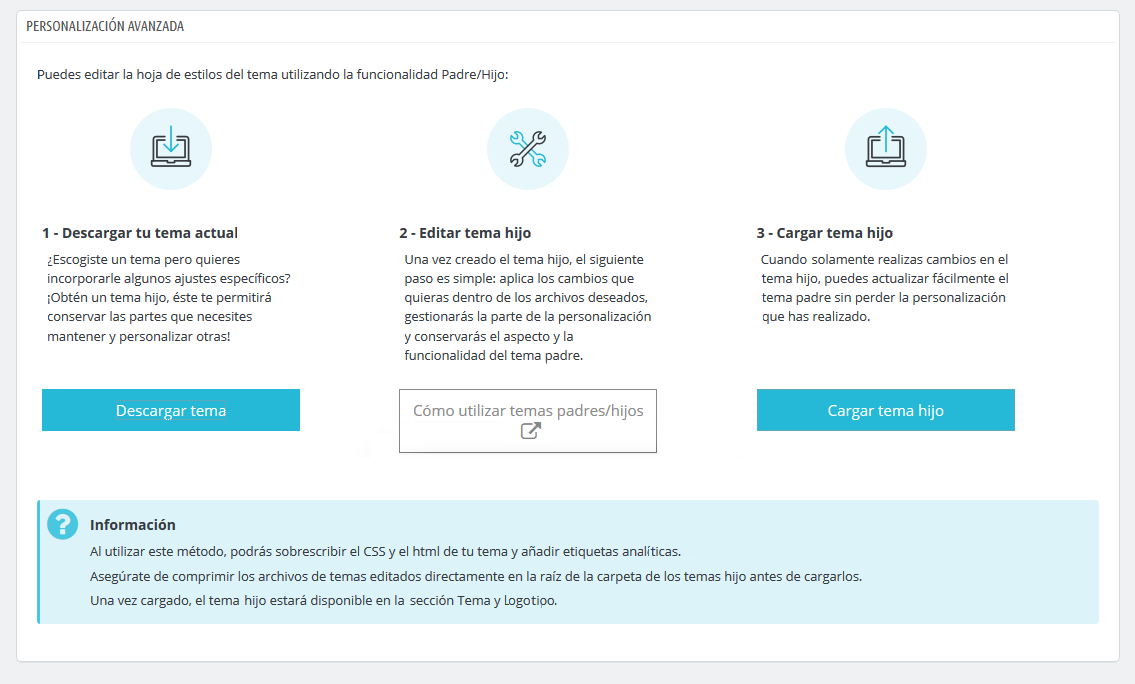 PERSONALIZACIÓN AVANZADA
Puedes editar la hoja de estilos del tema utilizando la funcionalidad Padre/Hijo:
1 - Descargar tu tema actual
¿Escogiste un tema pero quieres
incorporarle algunos ajustes específicos?
¡Obtén un tema hijo, éste te permitirá
conservar las partes que necesites
mantener y personalizar otras!
Descargar tema
2 - Editar tema hijo
Una vez creado el tema hijo, el siguiente
paso es simple: aplica los cambios que
quieras dentro de los archivos deseados,
gestionarás la parte de la personalización
y conservarás el aspecto y la
funcionalidad del tema padre.
Cómo utilizar temas padres/hijos
3 - Cargar tema hijo
Cuando solamente realizas cambios en el
tema hijo, puedes actualizar fácilmente el
tema padre sin perder la personalización
que has realizado.
Cargar tema hijo
Información
Al utilizar este método, podrás sobrescribir el CSS y el html de tu tema y añadir etiquetas analíticas.
Asegúrate de comprimir los archivos de temas editados directamente en la raíz de la carpeta de los temas hijo antes de cargarlos.
Una vez cargado, el tema hijo estará disponible en la sección Tema y Logotipo.